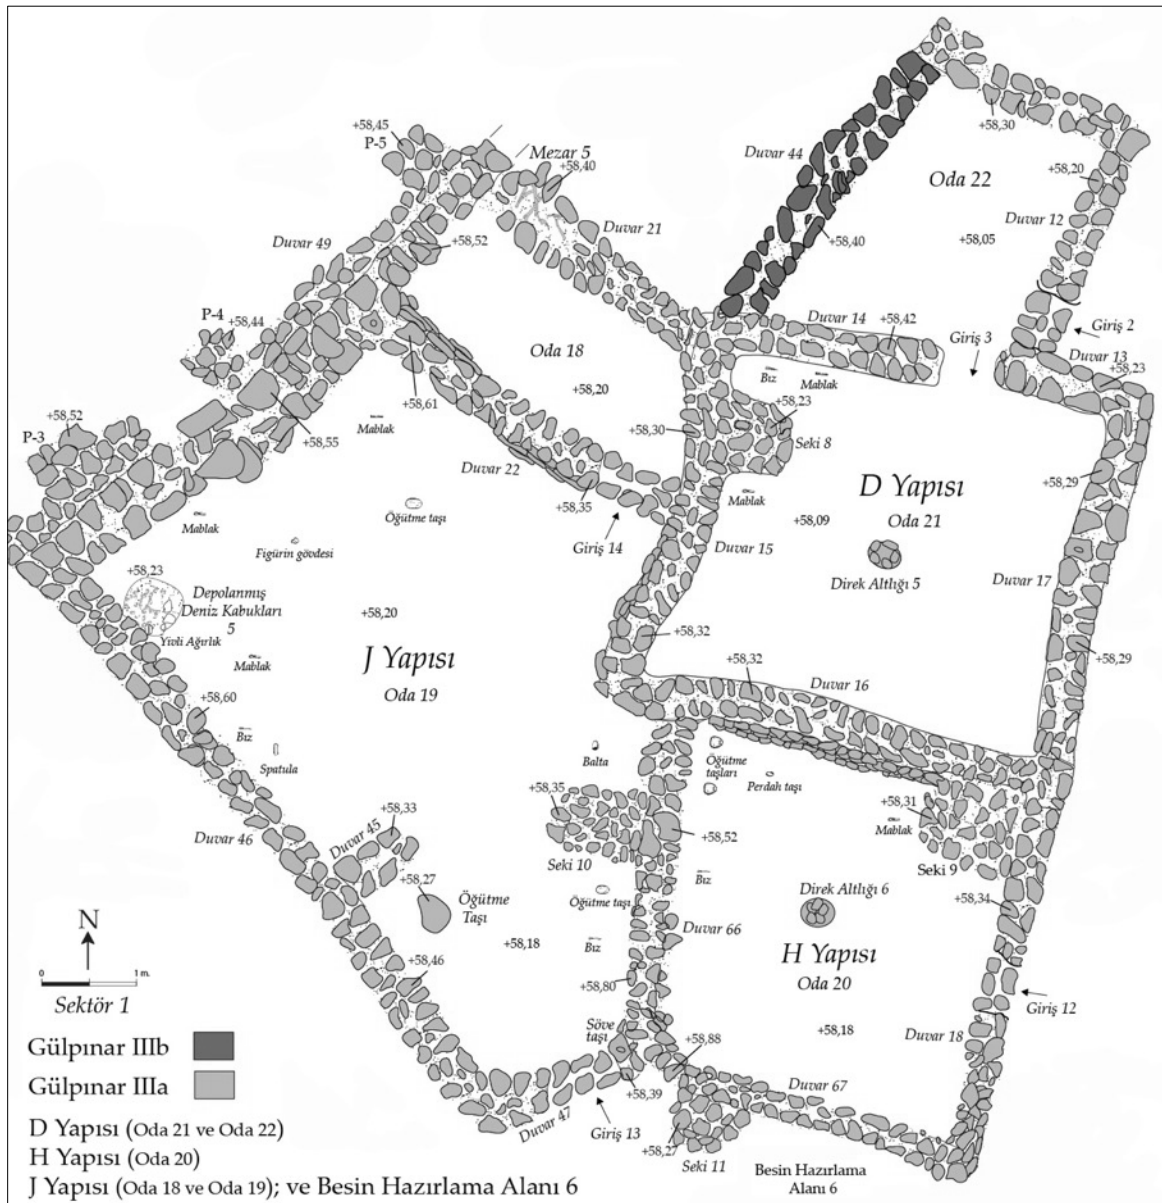 +58,45
P-5
Mezar 5
+58,40
Duvar 44
+58,30
+58,20
Oda 22
Duvar 12
+58,05
+58,40
Duvar 21
Duvar 49
+58,52
P-4
+58,44
Duvar 14
+58,42
Giriş 3
Giriş 2
Duvar 13
+58,23
Oda 18
+58,20
+58,61
Bız
Mablak
+58,23
Seki 8
+58,30
Mablak
+58,52
P-3
+58,55
Duvar 22
+58,35
Giriş 14
Mablak
D Yapısı
Oda 21
+58,09
+58,29
Öğütme taşı
Mablak
Figürin gövdesi
Duvar 15
Direk Altlığı 5
Duvar 17
+58,23
Depolanmış
Deniz Kabukları
5
Yivli Ağırlık
+58,20
+58,32
J Yapısı
Oda 19
Mablak
+58,32
Duvar 16
+58,29
+58,60
Bız
Spatula
Balta
Öğütme
taşları
Perdah taşı
+58,35
+58,31
Mablak
+58,33
Duvar 45
Duvar 46
Seki 10
+58,52
Seki 9
+58,27
Öğütme
Taşı
Öğütme taşı
Bız
Direk Altlığı 6
+58,34
Duvar 66
+58,18
Bız
H Yapısı
Oda 20
N
0
1 m.
Sektör 1
+58,46
+58,80
Giriş 12
Söve
taşı
+58,18
Duvar 18
+58,88
Gülpınar IIIb
Gülpınar IIIa
Duvar 67
+58,39
Duvar 47
Giriş 13
+58,27
Seki 11
Besin Hazırlama
Alanı 6
D Yapısı (Oda 21 ve Oda 22)
H Yapısı (Oda 20)
J Yapısı (Oda 18 ve Oda 19); ve Besin Hazırlama Alanı 6